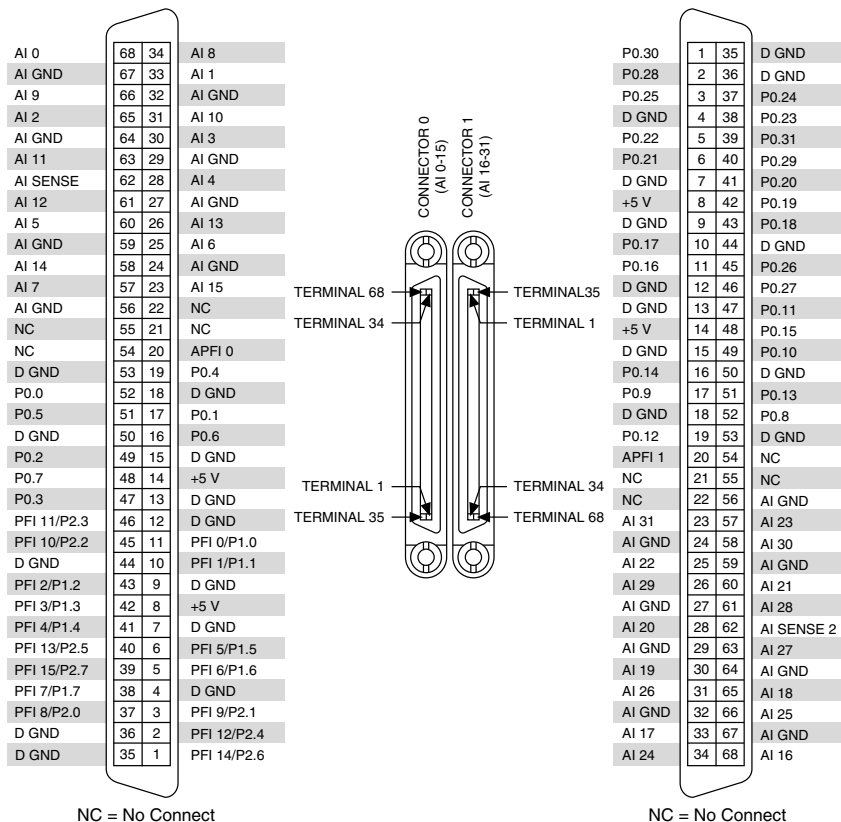 AI 0 68 34 AI 8
AI GND 67 33 AI 1
AI 9 66 32 AI GND
AI 2 65 31 AI 10
AI GND 64 30 AI 3
AI 11 63 29 AI GND
AI SENSE 62 28 AI 4
AI 12 61 27 AI GND
AI 5 60 26 AI 13
AI GND 59 25 AI 6
AI 14 58 24 AI GND
AI 7 57 23 AI 15
AI GND 56 22 NC
NC 55 21 NC
NC 54 20 APFI 0
D GND 53 19 P0.4
P0.0 52 18 D GND
P0.5 51 17 P0.1
D GND 50 16 P0.6
P0.2 49 15 D GND
P0.7 48 14 +5 V
P0.3 47 13 D GND
PFI 11/P2.3 46 12 D GND
PFI 10/P2.2 45 11 PFI 0/P1.0
D GND 44 10 PFI 1/P1.1
PFI 2/P1.2 43 9 D GND
PFI 3/P1.3 42 8 +5 V
PFI 4/P1.4 41 7 D GND
PFI 13/P2.5 40 6 PFI 5/P1.5
PFI 15/P2.7 39 5 PFI 6/P1.6
PFI 7/P1.7 38 4 D GND
PFI 8/P2.0 37 3 PFI 9/P2.1
D GND 36 2 PFI 12/P2.4
D GND 35 1 PFI 14/P2.6
NC = No Connect
CONNECTOR 0
(AI 0-15)
CONNECTOR 1
(AI 16-31)
TERMINAL 68
TERMINAL 34
TERMINAL35
TERMINAL 1
TERMINAL 1
TERMINAL 35
TERMINAL 34
TERMINAL 68
P0.30 1 35 D GND
P0.28 2 36 D GND
P0.25 3 37 P0.24
D GND 4 38 P0.23
P0.22 5 39 P0.31
P0.21 6 40 P0.29
D GND 7 41 P0.20
+5 V 8 42 P0.19
D GND 9 43 P0.18
P0.17 10 44 D GND
P0.16 11 45 P0.26
D GND 12 46 P0.27
D GND 13 47 P0.11
+5 V 14 48 P0.15
D GND 15 49 P0.10
P0.14 16 50 D GND
P0.9 17 51 P0.13
D GND 18 52 P0.8
P0.12 19 53 D GND
APFI 1 20 54 NC
NC 21 55 NC
NC 22 56 AI GND
AI 31 23 57 AI 23
AI GND 24 58 AI 30
AI 22 25 59 AI GND
AI 29 26 60 AI 21
AI GND 27 61 AI 28
AI 20 28 62 AI SENSE 2
AI GND 29 63 AI 27
AI 19 30 64 AI GND
AI 26 31 65 AI 18
AI GND 32 66 AI 25
AI 17 33 67 AI GND
AI 24 34 68 AI 16
NC = No Connect